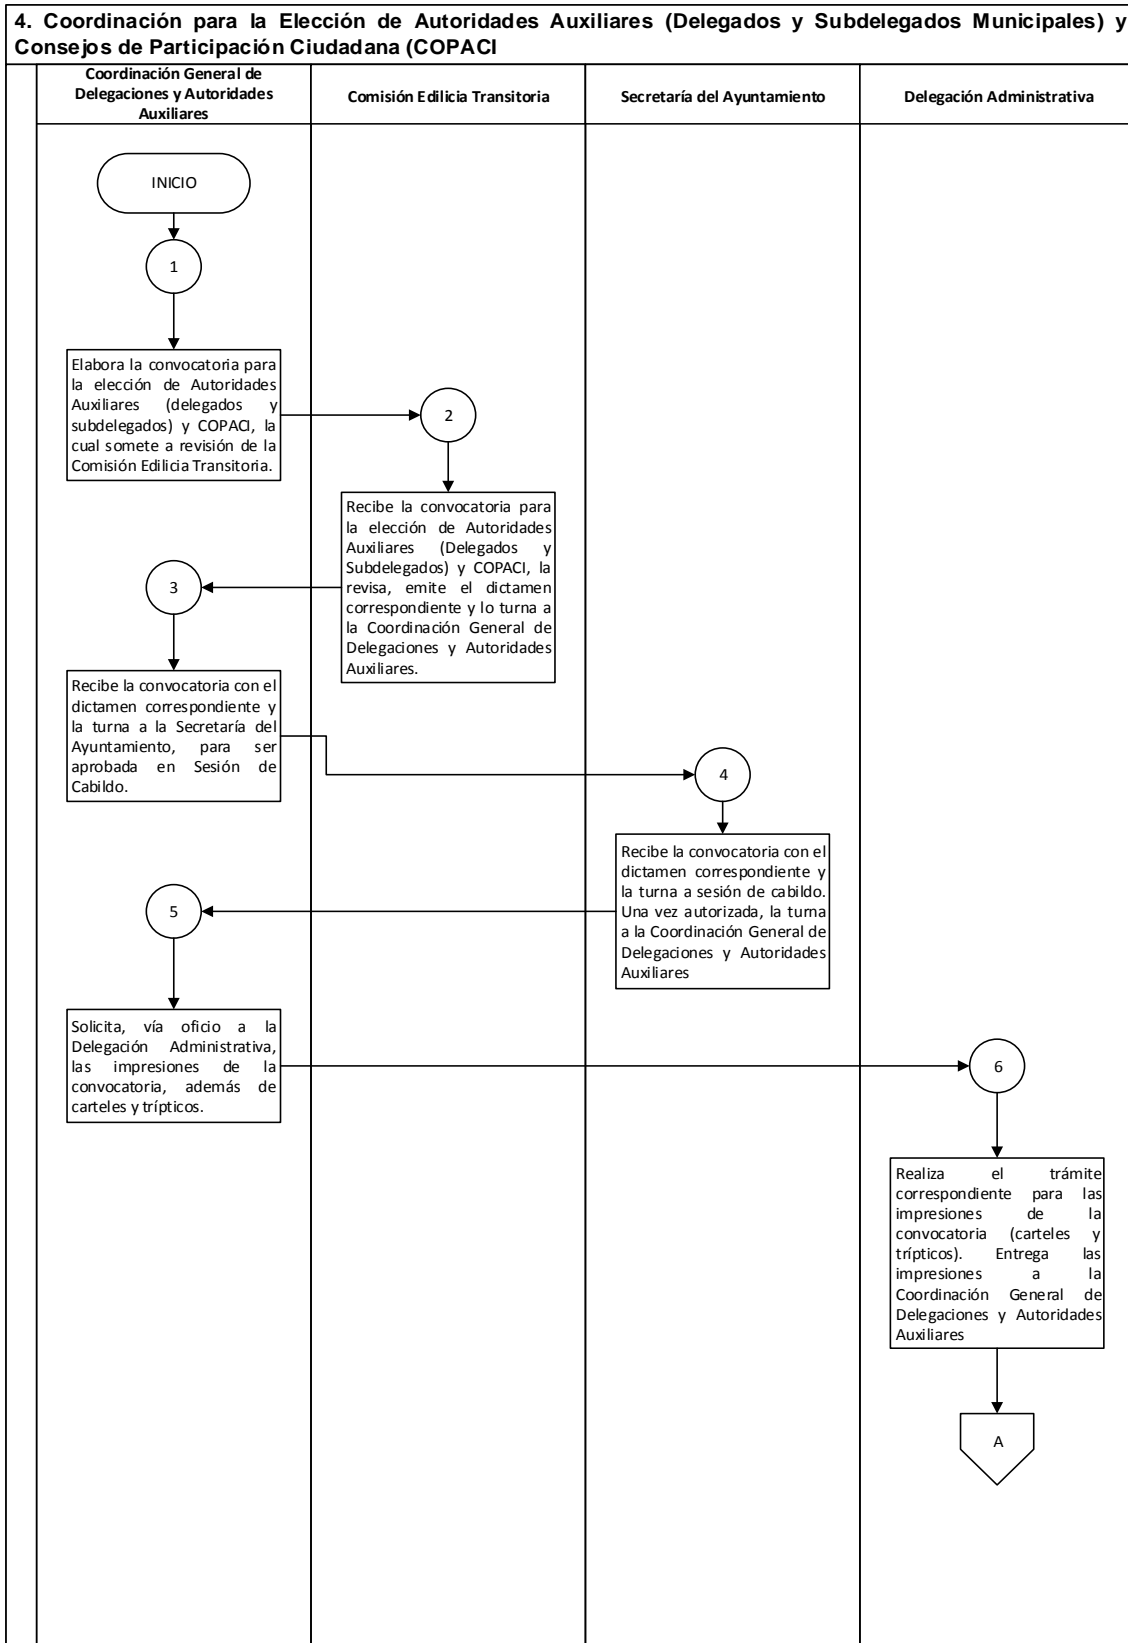 4. Coordinación para la Elección de Autoridades Auxiliares (Delegados y Subdelegados Municipales) y
Consejos de Participación Ciudadana (COPACI
Coordinación General de
Delegaciones y Autoridades
Auxiliares
Comisión Edilicia Transitoria
Secretaría del Ayuntamiento
Delegación Administrativa
INICIO
1
Elabora la convocatoria para
la elección de Autoridades
Auxiliares (delegados y
subdelegados) y COPACI, la
cual somete a revisión de la
Comisión Edilicia Transitoria.
2
Recibe la convocatoria para
la elección de Autoridades
Auxiliares (Delegados y
Subdelegados) y COPACI, la
revisa, emite el dictamen
correspondiente y lo turna a
la Coordinación General de
Delegaciones y Autoridades
Auxiliares.
3
Recibe la convocatoria con el
dictamen correspondiente y
la turna a la Secretaría del
Ayuntamiento, para ser
aprobada en Sesión de
Cabildo.
4
Recibe la convocatoria con el
dictamen correspondiente y
la turna a sesión de cabildo.
Una vez autorizada, la turna
a la Coordinación General de
Delegaciones y Autoridades
Auxiliares
5
Solicita, vía oficio a la
Delegación Administrativa,
las impresiones de la
convocatoria, además de
carteles y trípticos.
6
Realiza el trámite
correspondiente para las
impresiones de la
convocatoria (carteles y
trípticos). Entrega las
impresiones a la
Coordinación General de
Delegaciones y Autoridades
Auxiliares
A